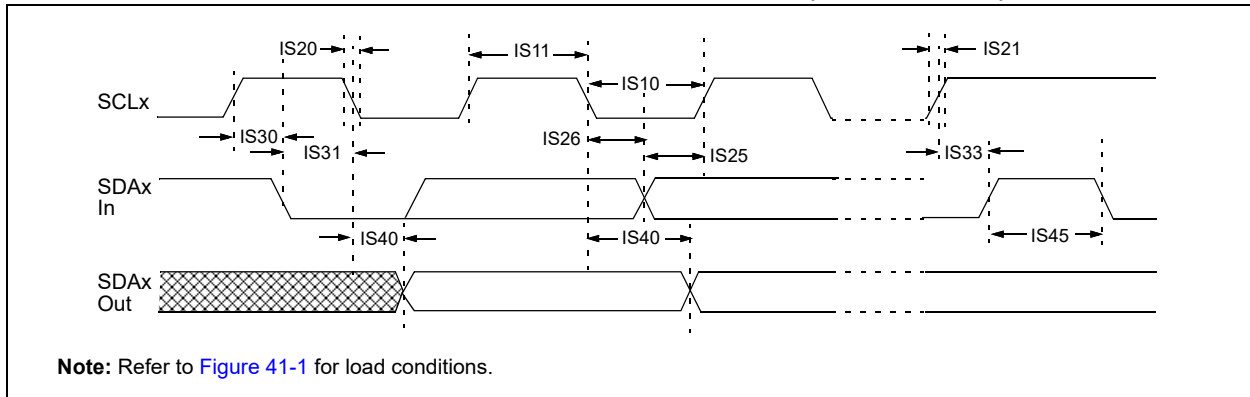 IS20
IS11
IS21
IS10
SCLx
IS30
IS26
IS31
IS25
IS33
SDAx
In
IS40
IS40
IS45
SDAx
Out
Note: Refer to Figure 41-1 for load conditions.